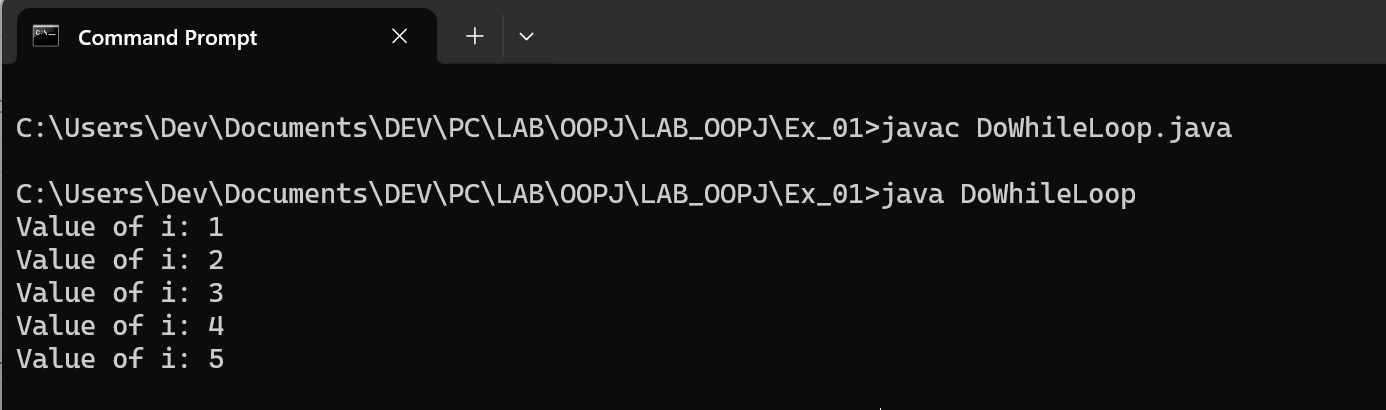 Command Prompt
C:\Users\Dev\Documents\DEV\PC\LAB\OOPJ\LAB_OOPJ\Ex_01>javac DoWhileLoop.java
C:\Users\Dev\Documents\DEV\PC\LAB\OOPJ\LAB_OOPJ\Ex_01>java DoWhileLoop
Value of i: 1
Value of i: 2
Value of i: 3
Value of i: 4
Value of i: 5